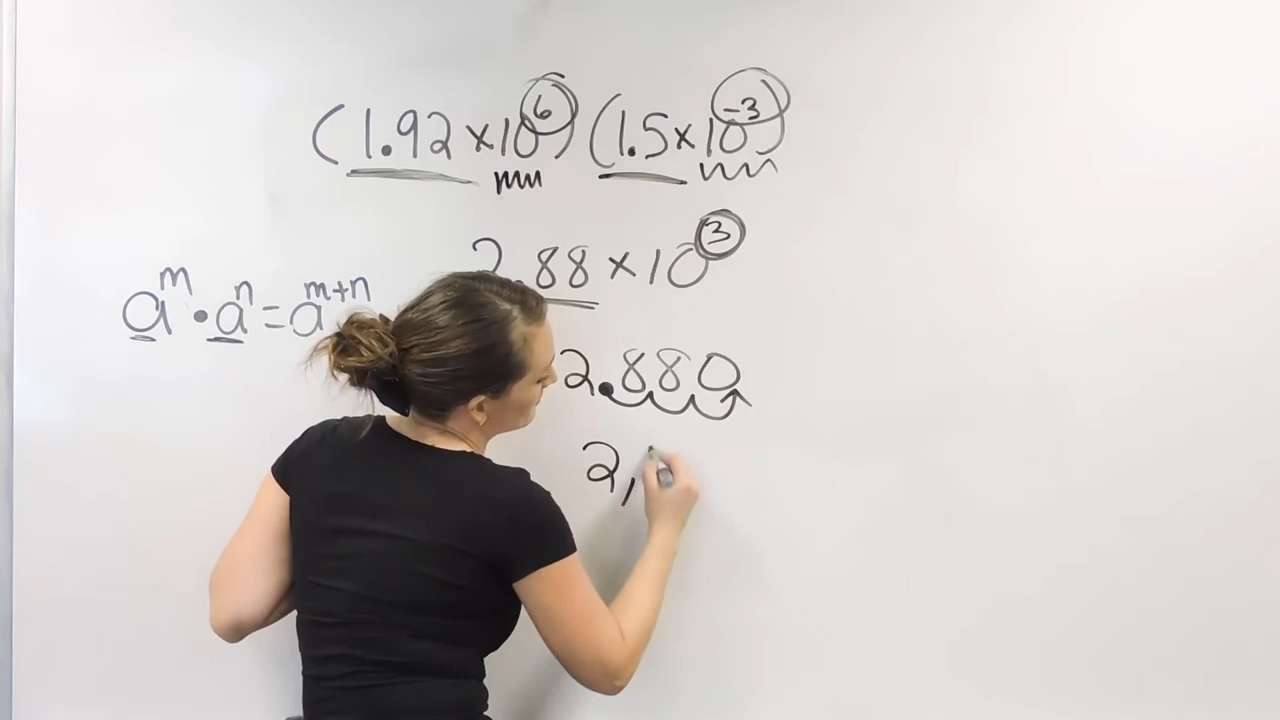 (1.92 ×10⁶) (1.5×10⁻³)
2.88 ×10³
aᵐ • aⁿ = aᵐ⁺ⁿ
2.880
2,